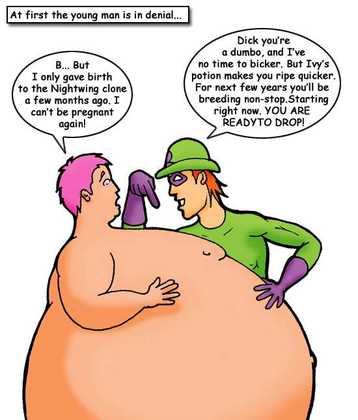 At first the young man is in denial...
B... But
I only gave birth
to the Nightwing clone
a few months ago. I
can't be pregnant
again!
Dick you're
a dumbo, and I've
no time to bicker. But Ivy's
potion makes you ripe quicker.
For next few years you'll be
breeding non-stop.Starting
right now. YOU ARE
READYTO DROP!